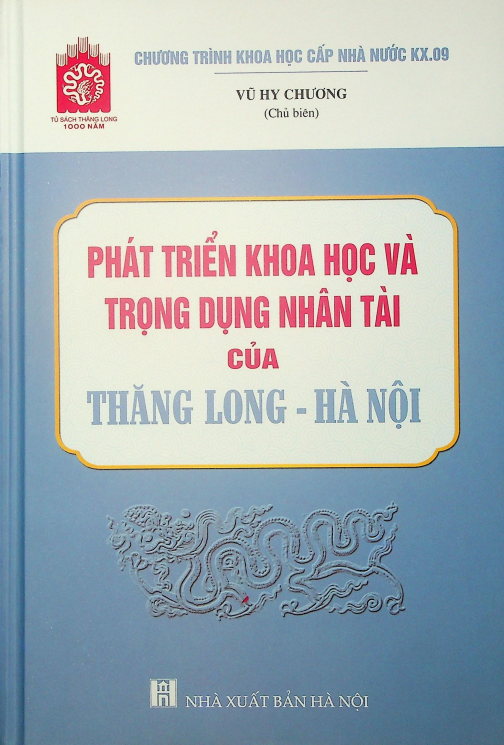 CHƯƠNG TRÌNH KHOA HỌC CẤP NHÀ NƯỚC KX.09
VŨ HY CHƯƠNG
(Chủ biên)
TỦ SÁCH THĂNG LONG
1000 NĂM
PHÁT TRIỂN KHOA HỌC VÀ
TRỌNG DỤNG NHÂN TÀI
CỦA
THĂNG LONG - HÀ NỘI
NHÀ XUẤT BẢN HÀ NỘI